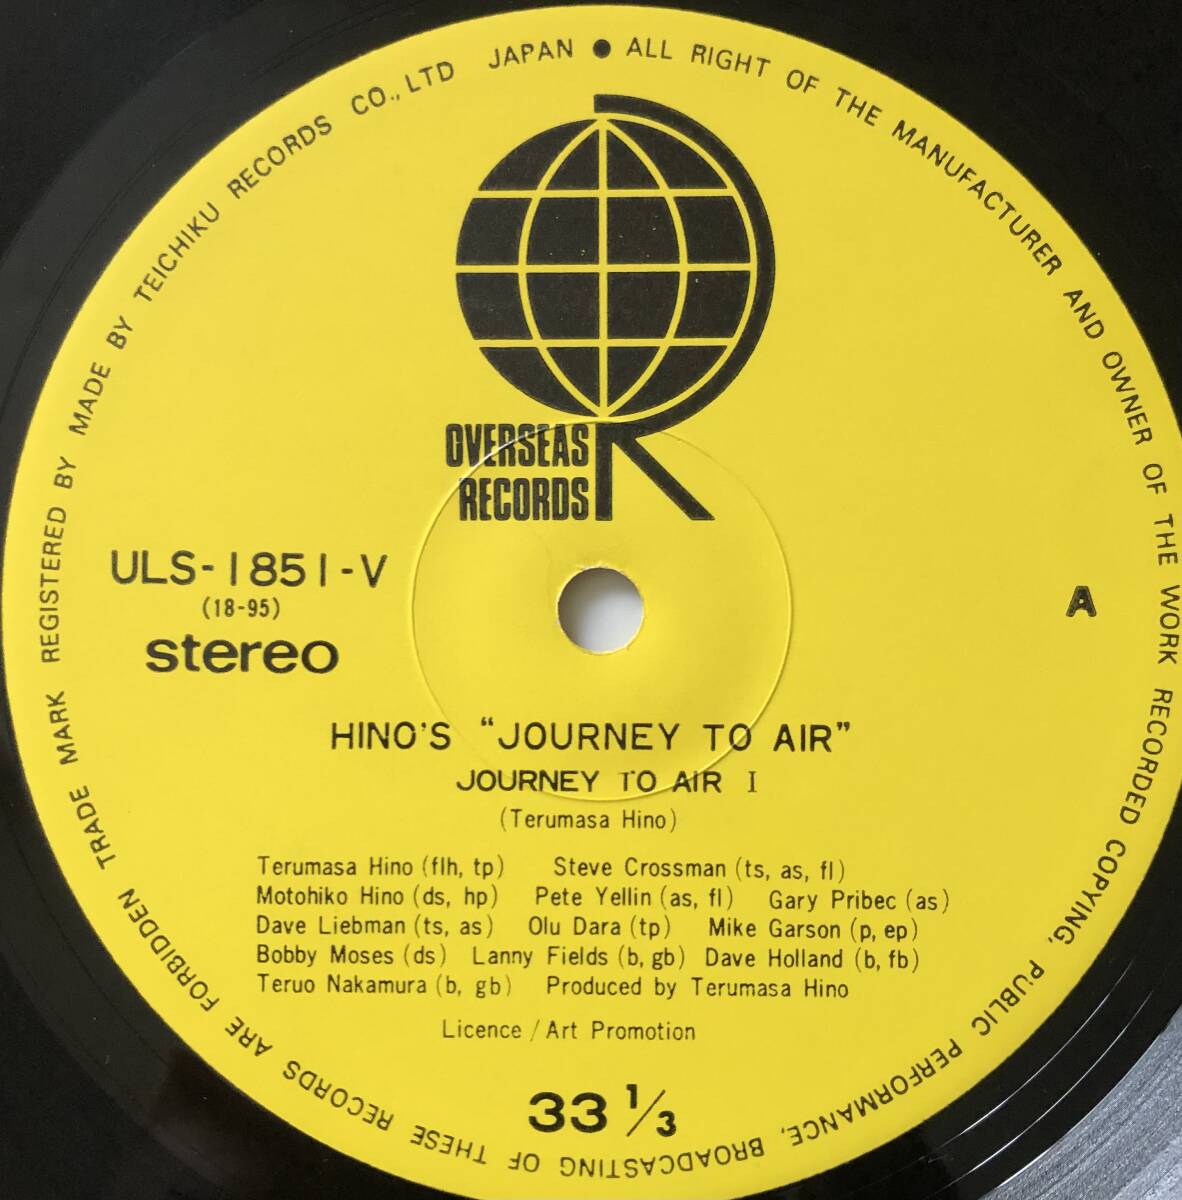 TRADE MARK REGISTERED BY MADE BY TEICHIKU RECORDS CO., LTD JAPAN ● ALL RIGHT OF THE MANUFACTURER AND OWNER OF THE WORK RECORDED COPYING, PUBLIC PERFORMANCE, BROADCASTING OF THESE RECORDS ARE FORBIDDEN
OVERSEAS
RECORDS
ULS-1851-V
(18-95)
stereo
A
HINO'S "JOURNEY TO AIR"
JOURNEY TO AIR I
(Terumasa Hino)
Terumasa Hino (flh, tp) Steve Crossman (ts, as, fl)
Motohiko Hino (ds, hp) Pete Yellin (as, fl) Gary Pribec (as)
Dave Liebman (ts, as) Olu Dara (tp) Mike Garson (p, ep)
Bobby Moses (ds) Lanny Fields (b, gb) Dave Holland (b, fb)
Teruo Nakamura (b, gb) Produced by Terumasa Hino
Licence / Art Promotion
33 1/3